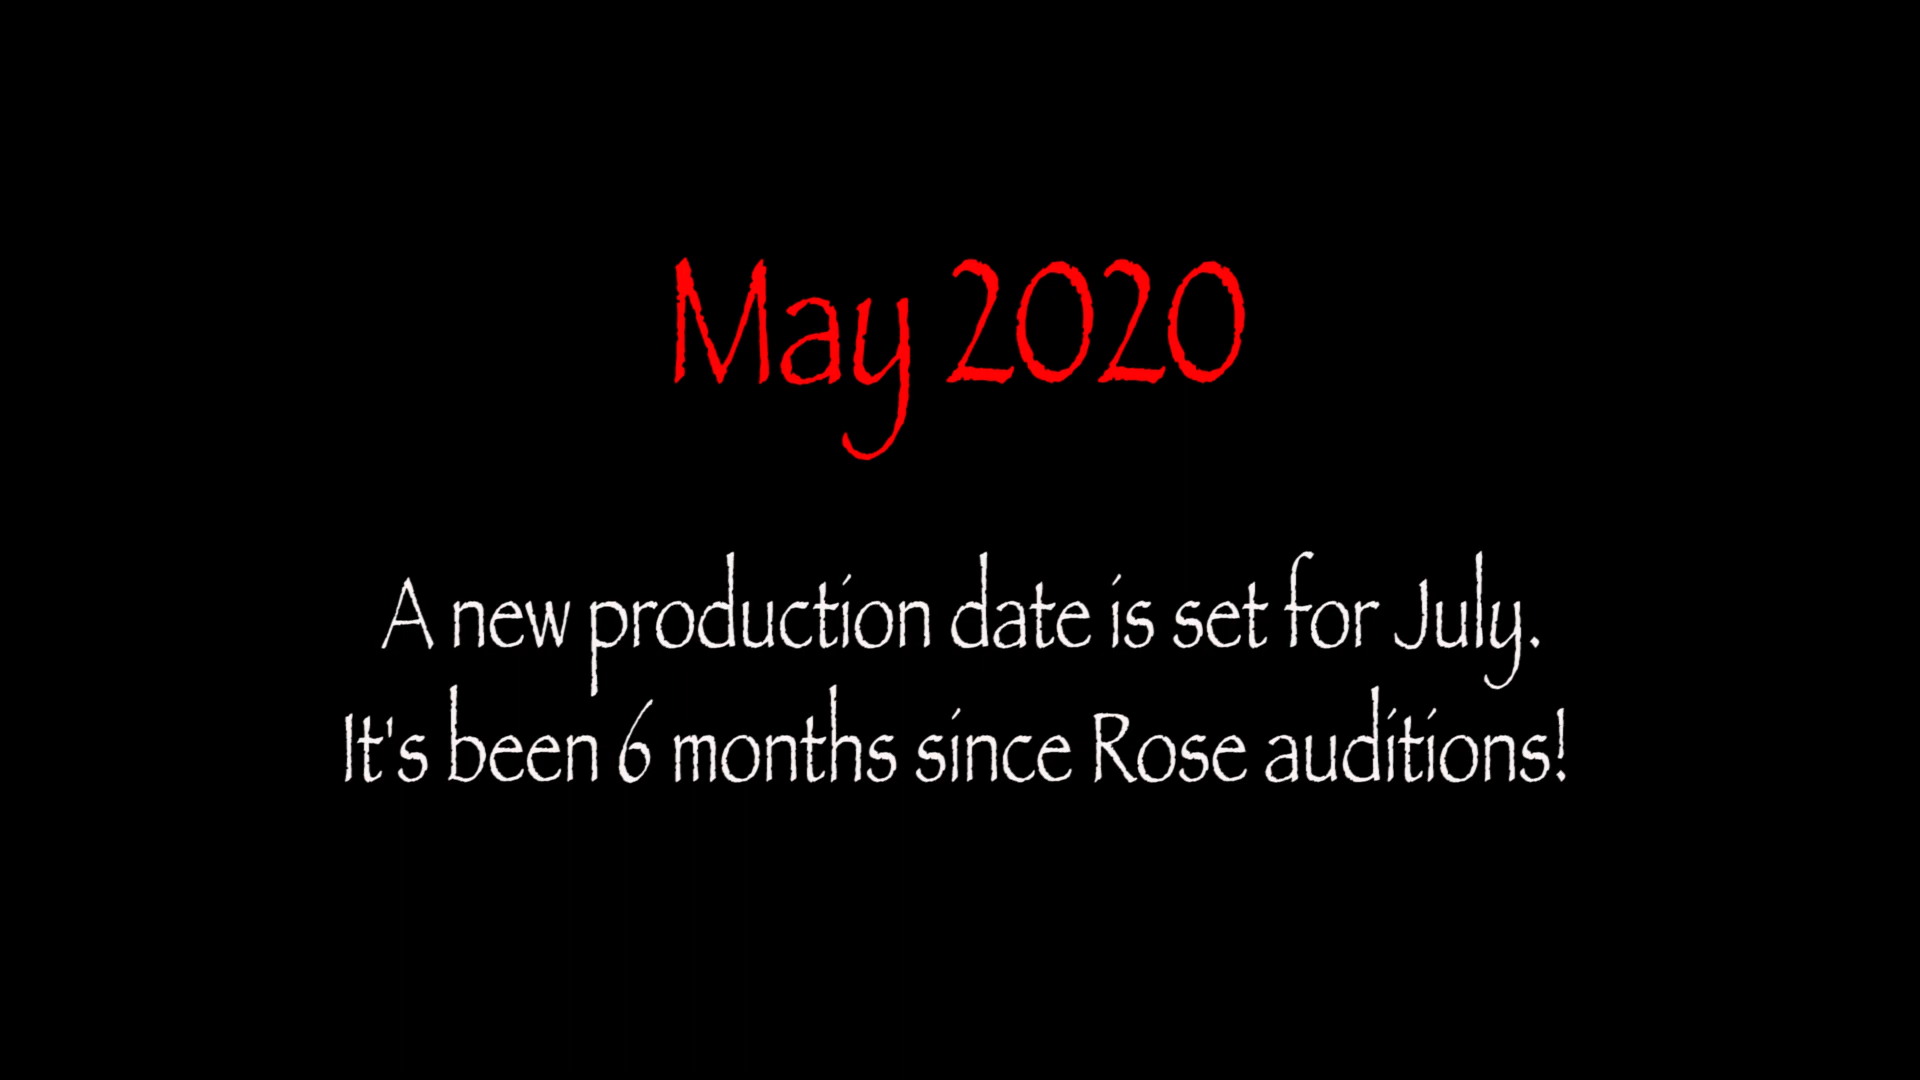 May 2020
A new production date is set for July.
It's been 6 months since Rose auditions!